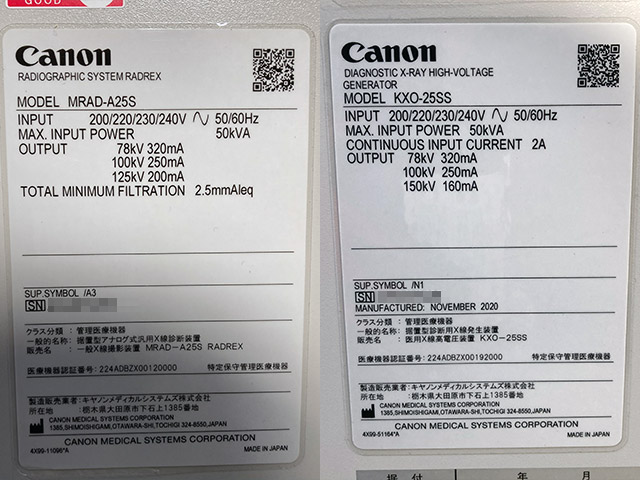 GOOD
Canon
RADIOGRAPHIC SYSTEM RADREX
MODEL MRAD-A25S
INPUT 200/220/230/240V 50/60Hz
MAX. INPUT POWER 50kVA
OUTPUT 78kV 320mA
100kV 250mA
125kV 200mA
TOTAL MINIMUM FILTRATION 2.5mmAleq
SUP.SYMBOL /A3
SN
クラス分類 : 管理医療機器
一般的名称: 据置型アナログ式汎用X線診断装置
販売名 : 一般X線撮影装置 MRAD-A25S RADREX
医療機器認証番号: 224ADBZX00120000 特定保守管理医療機器
製造販売業者: キヤノンメディカルシステムズ株式会社
所在地 : 栃木県大田原市下石上1385番地
CANON MEDICAL SYSTEMS CORPORATION
1385,SHIMOISHIGAMI,OTAWARA-SHI,TOCHIGI 324-8550,JAPAN
CANON MEDICAL SYSTEMS CORPORATION
4X99-11096*A MADE IN JAPAN
Canon
DIAGNOSTIC X-RAY HIGH-VOLTAGE
GENERATOR
MODEL KXO-25SS
INPUT 200/220/230/240V 50/60Hz
MAX. INPUT POWER 50kVA
CONTINUOUS INPUT CURRENT 2A
OUTPUT 78kV 320mA
100kV 250mA
150kV 160mA
SUP.SYMBOL /N1
SN
MANUFACTURED: NOVEMBER 2020
クラス分類 : 管理医療機器
一般的名称: 据置型診断用X線発生装置
販売名 : 医用X線高電圧装置 KXO-25SS
医療機器認証番号: 224ADBZX00192000 特定保守管理医療機器
製造販売業者: キヤノンメディカルシステムズ株式会社
所在地 : 栃木県大田原市下石上1385番地
CANON MEDICAL SYSTEMS CORPORATION
1385,SHIMOISHIGAMI,OTAWARA-SHI,TOCHIGI 324-8550,JAPAN
CANON MEDICAL SYSTEMS CORPORATION
4X99-51164*A MADE IN JAPAN
据 付 年 月